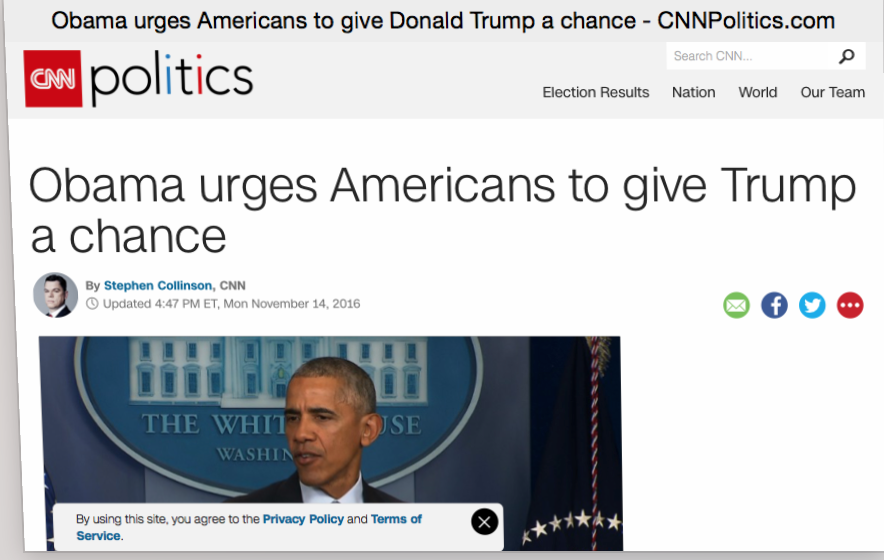 Obama urges Americans to give Donald Trump a chance - CNNPolitics.com
CNN politics
Search CNN...
Election Results Nation World Our Team
Obama urges Americans to give Trump
a chance
By Stephen Collinson, CNN
Updated 4:47 PM ET, Mon November 14, 2016
THE WHIT USE
WASHIN
By using this site, you agree to the Privacy Policy and Terms of
Service.